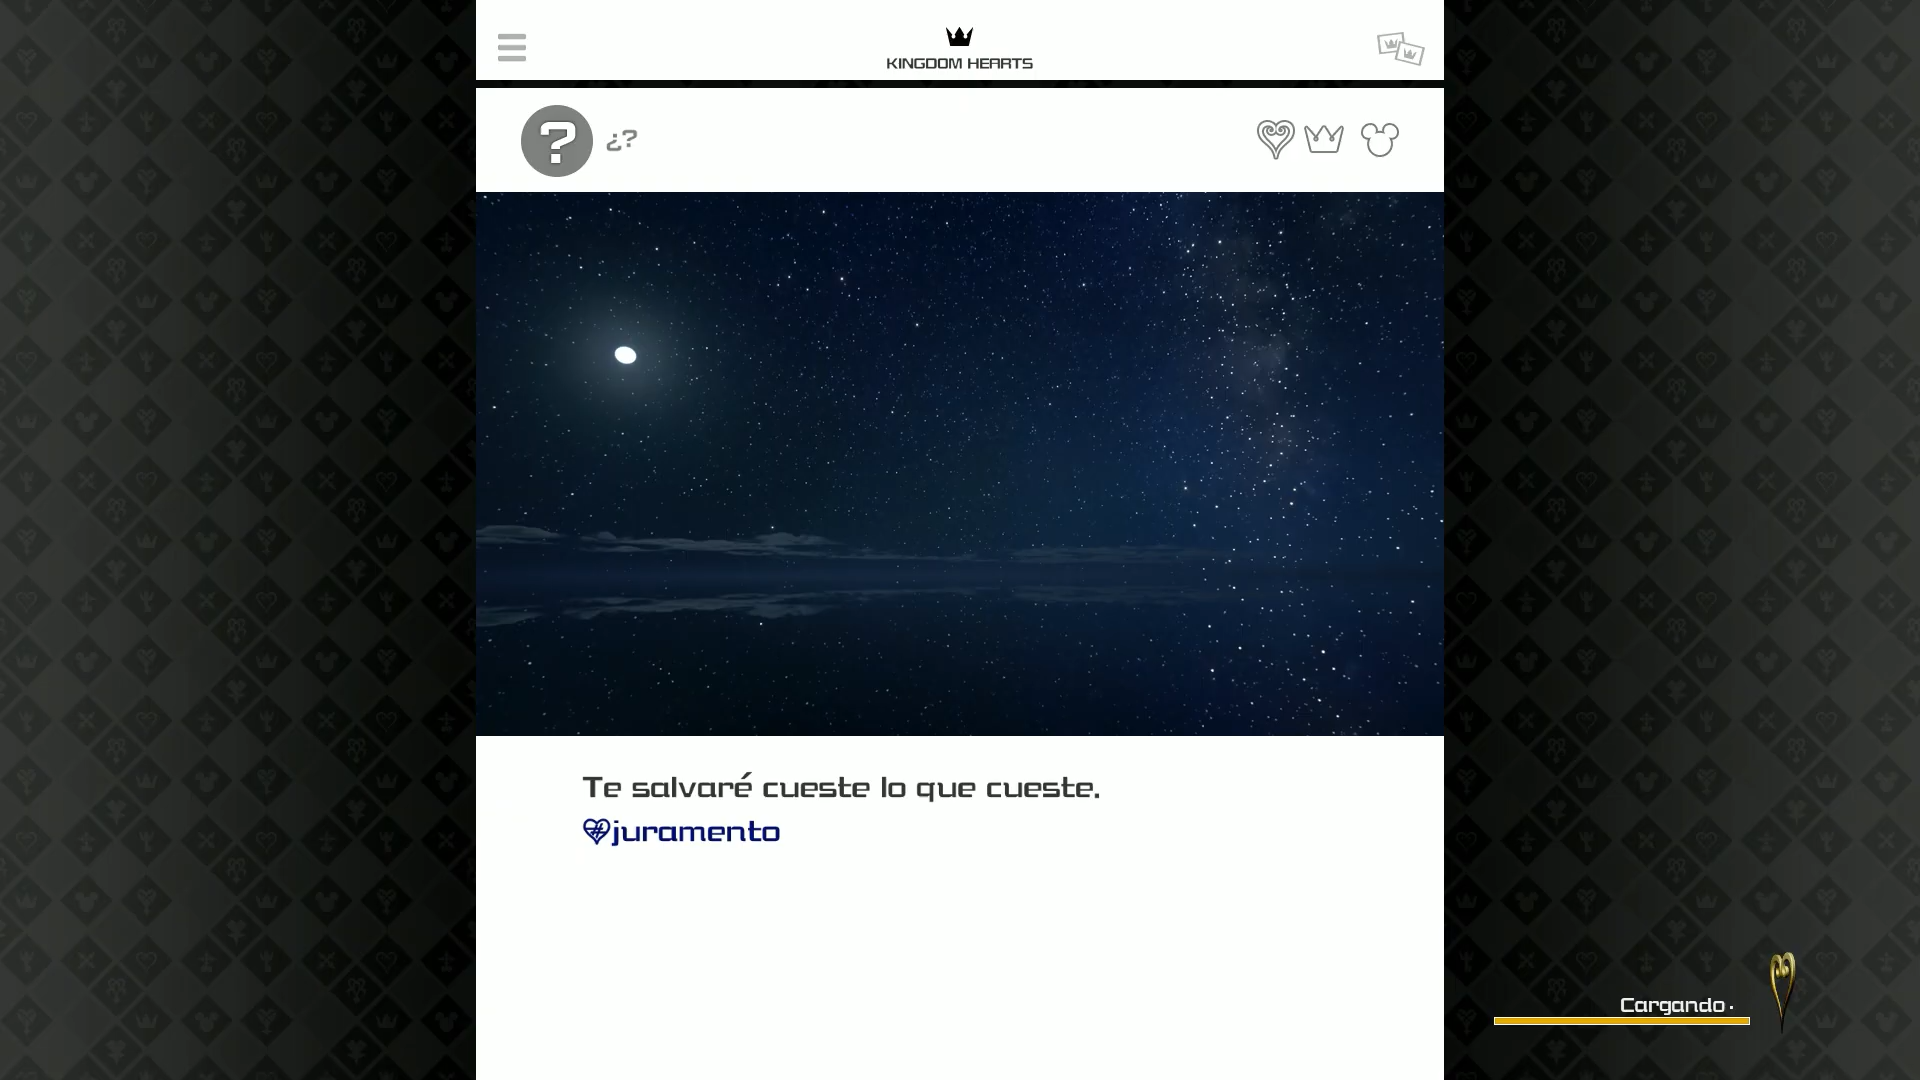 KINGDOM HEARTS
?
¿?
Te salvaré cueste lo que cueste.
#juramento
Cargando.